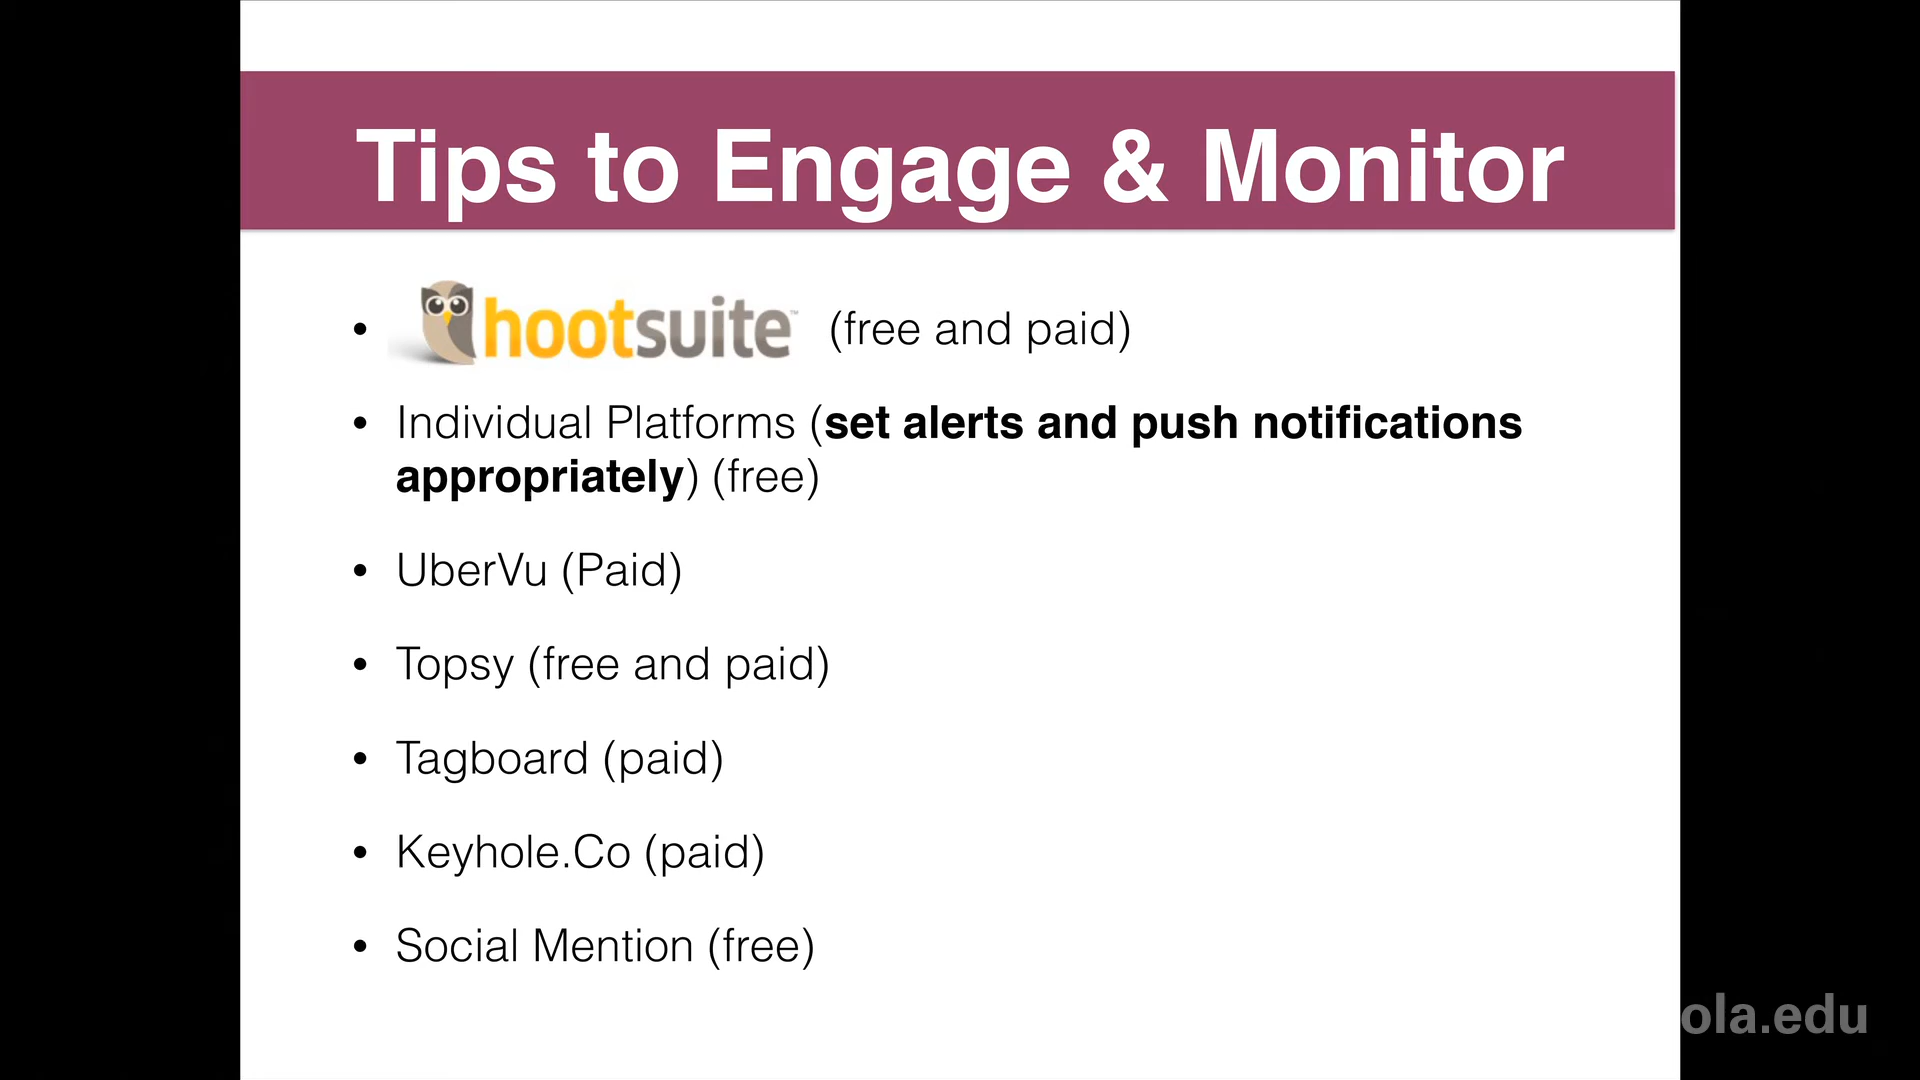 Tips to Engage & Monitor
• hootsuite™ (free and paid)
• Individual Platforms (set alerts and push notifications
appropriately) (free)
• UberVu (Paid)
• Topsy (free and paid)
• Tagboard (paid)
• Keyhole.Co (paid)
• Social Mention (free)
ola.edu